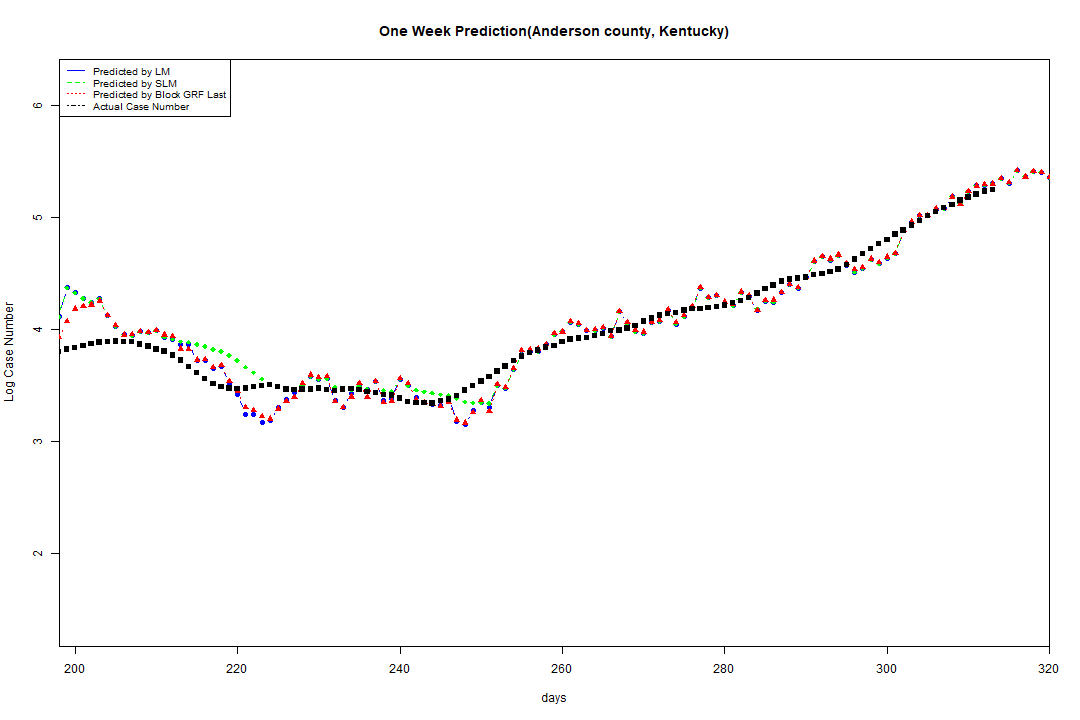 One Week Prediction(Anderson county, Kentucky)
Predicted by LM
Predicted by SLM
Predicted by Block GRF Last
Actual Case Number
6
5
4
3
2
Log Case Number
200 220 240 260 280 300 320
days